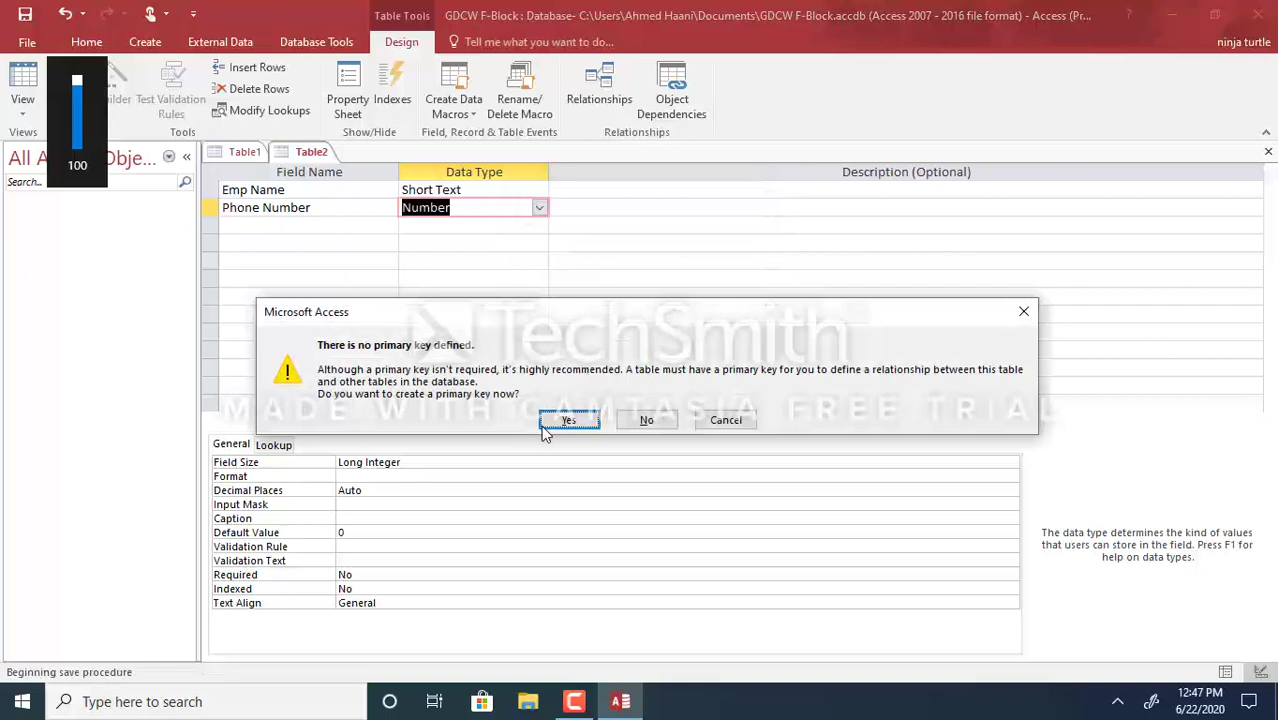 Table Tools
GDCW F-Block : Database- C:\Users\Ahmed Haani\Documents\GDCW F-Block.accdb (Access 2007 - 2016 file format) - Access (Pr...
File Home Create External Data Database Tools Design Tell me what you want to do... ninja turtle
View
Views
Test Validation
Rules
Insert Rows
Delete Rows
Modify Lookups
Tools
Property
Sheet
Indexes
Show/Hide
Create Data
Macros
Rename/
Delete Macro
Field, Record & Table Events
Relationships
Object
Dependencies
Relationships
100
Search...
Table1 Table2
Field Name Data Type Description (Optional)
Emp Name Short Text
Phone Number Number
Microsoft Access
TechSmith
There is no primary key defined.
Although a primary key isn't required, it's highly recommended. A table must have a primary key for you to define a relationship between this table
and other tables in the database.
Do you want to create a primary key now?
MADE WITH CAMTASIA FREE TRIAL
Yes No Cancel
General Lookup
Field Size Long Integer
Format
Decimal Places Auto
Input Mask
Caption
Default Value 0
Validation Rule
Validation Text
Required No
Indexed No
Text Align General
The data type determines the kind of values
that users can store in the field. Press F1 for
help on data types.
Beginning save procedure
Type here to search
12:47 PM
6/22/2020